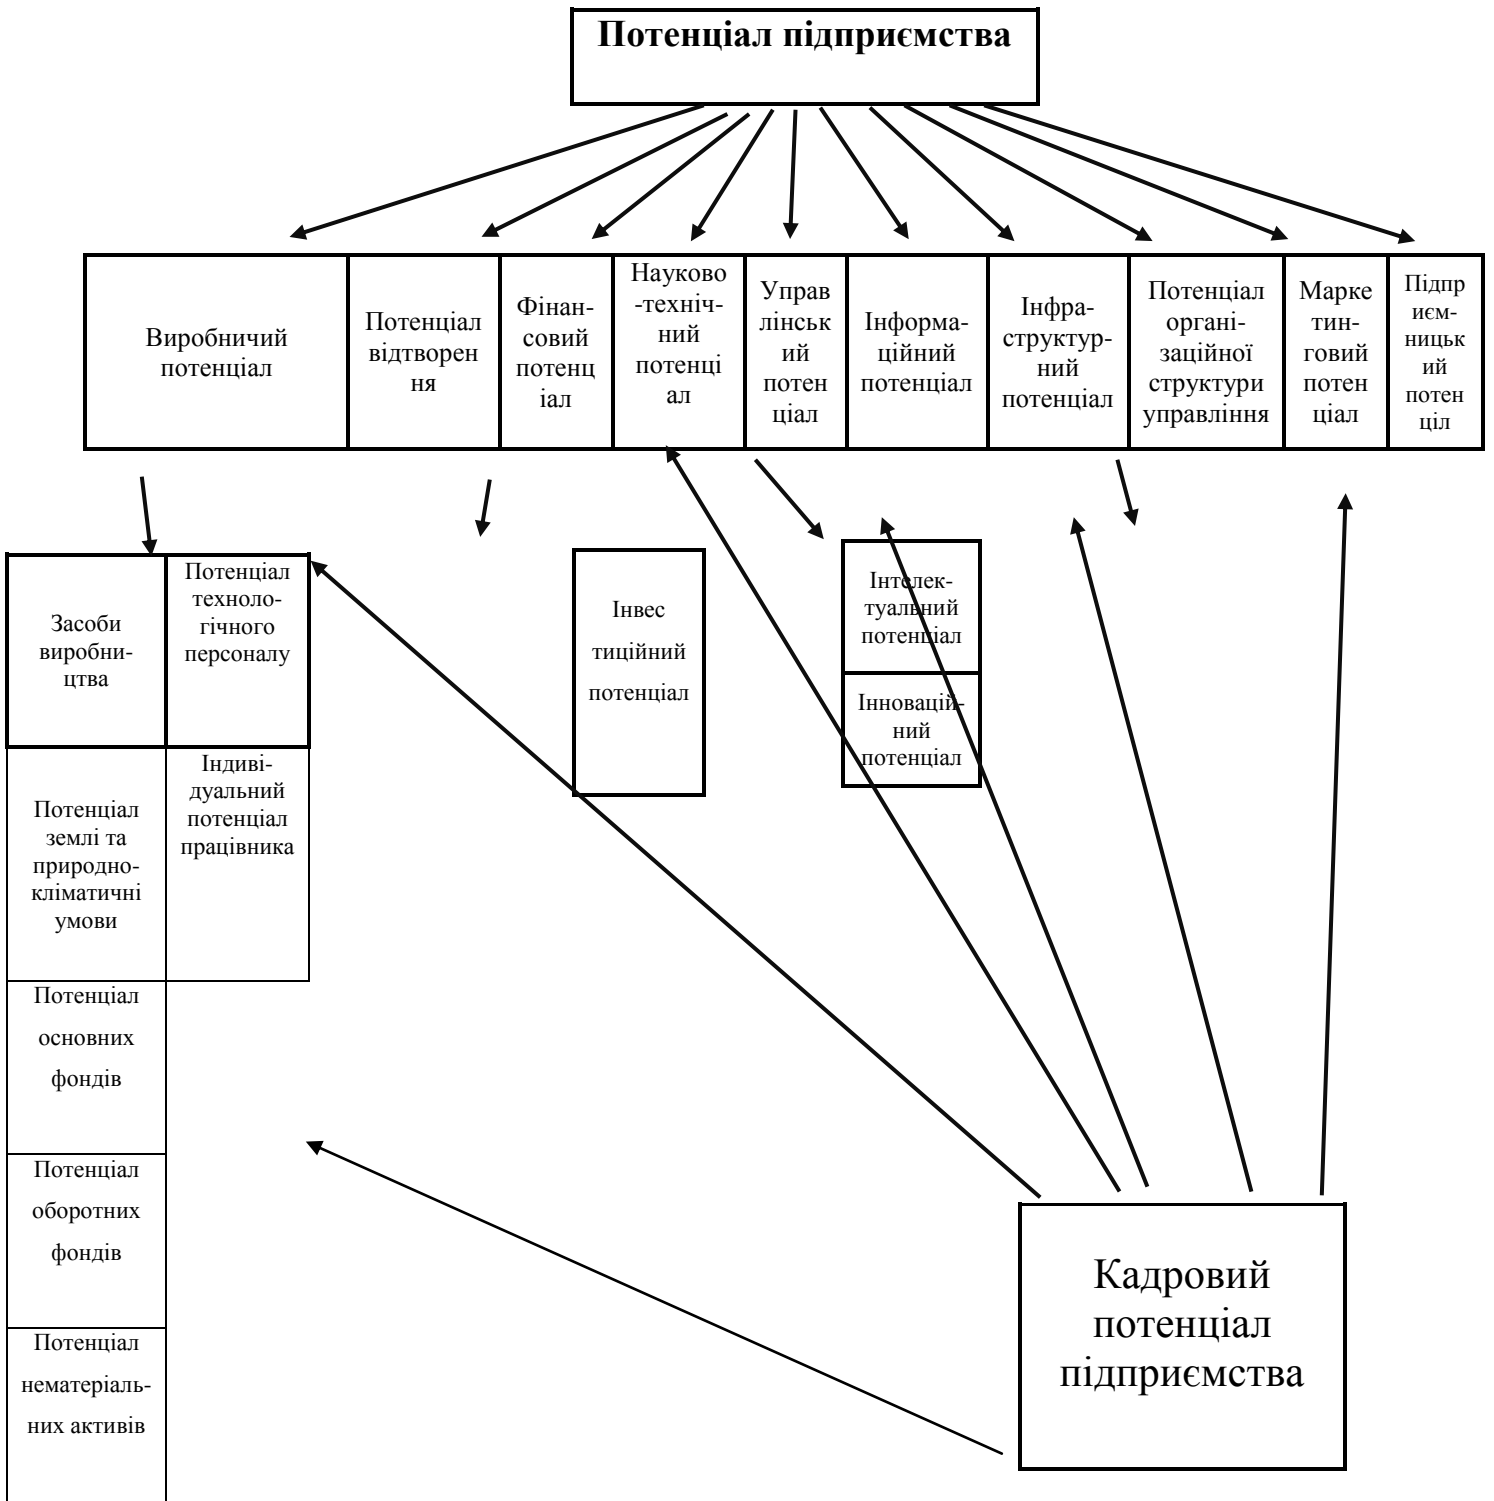 Потенціал підприємства
Виробничий
потенціал
Потенціал
відтворен
ня
Фінан-
совий
потенц
іал
Науково
-техніч-
ний
потенці
ал
Управ
лінськ
ий
потен
ціал
Інформа-
ційний
потенціал
Інфра-
структур-
ний
потенціал
Потенціал
органі-
заційної
структури
управління
Марке
тин-
говий
потен
ціал
Підпр
иєм-
ницьк
ий
потен
ціл
Засоби
виробни-
цтва
Потенціал
техноло-
гічного
персоналу
Інвес
тиційний
потенціал
Інтелек-
туальний
потенціал
Інновацій-
ний
потенціал
Потенціал
землі та
природно-
кліматичні
умови
Індиві-
дуальний
потенціал
працівника
Потенціал
основних
фондів
Потенціал
оборотних
фондів
Потенціал
нематеріаль-
них активів
Кадровий
потенціал
підприємства